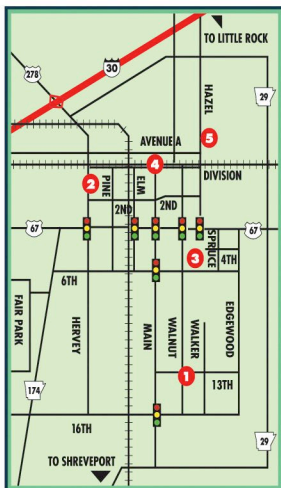 TO LITTLE ROCK
30
278
HAZEL
29
AVENUE A
5
4
DIVISION
2
PINE
ELM
2ND
2ND
67
67
SPRUCE
3
4TH
6TH
FAIR PARK
HERVEY
MAIN
WALNUT
WALKER
EDGEWOOD
1
13TH
174
16TH
29
TO SHREVEPORT